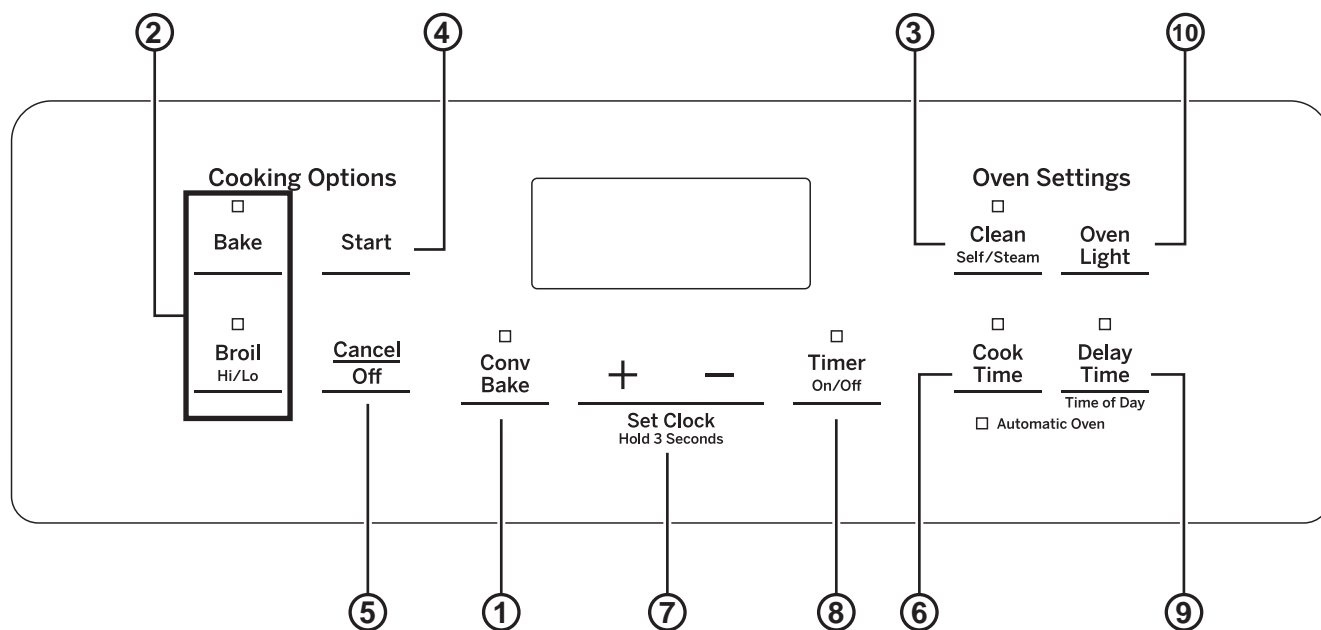 2
4
3
10
Cooking Options
Oven Settings
Bake
Start
Clean
Self/Steam
Oven
Light
Broil
Hi/Lo
Cancel
Off
Conv
Bake
+ −
Set Clock
Hold 3 Seconds
Timer
On/Off
Cook
Time
Delay
Time
Time of Day
Automatic Oven
5
1
7
8
6
9